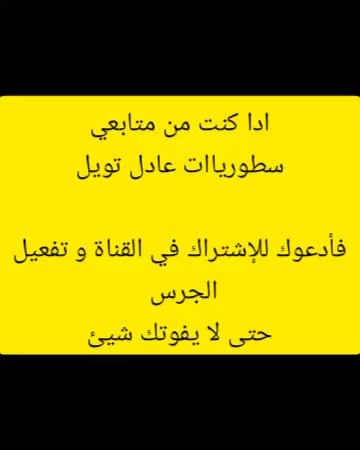 ادا كنت من متابعي
سطورياات عادل تويل
فأدعوك للإشتراك في القناة و تفعيل
الجرس
حتى لا يفوتك شيئ